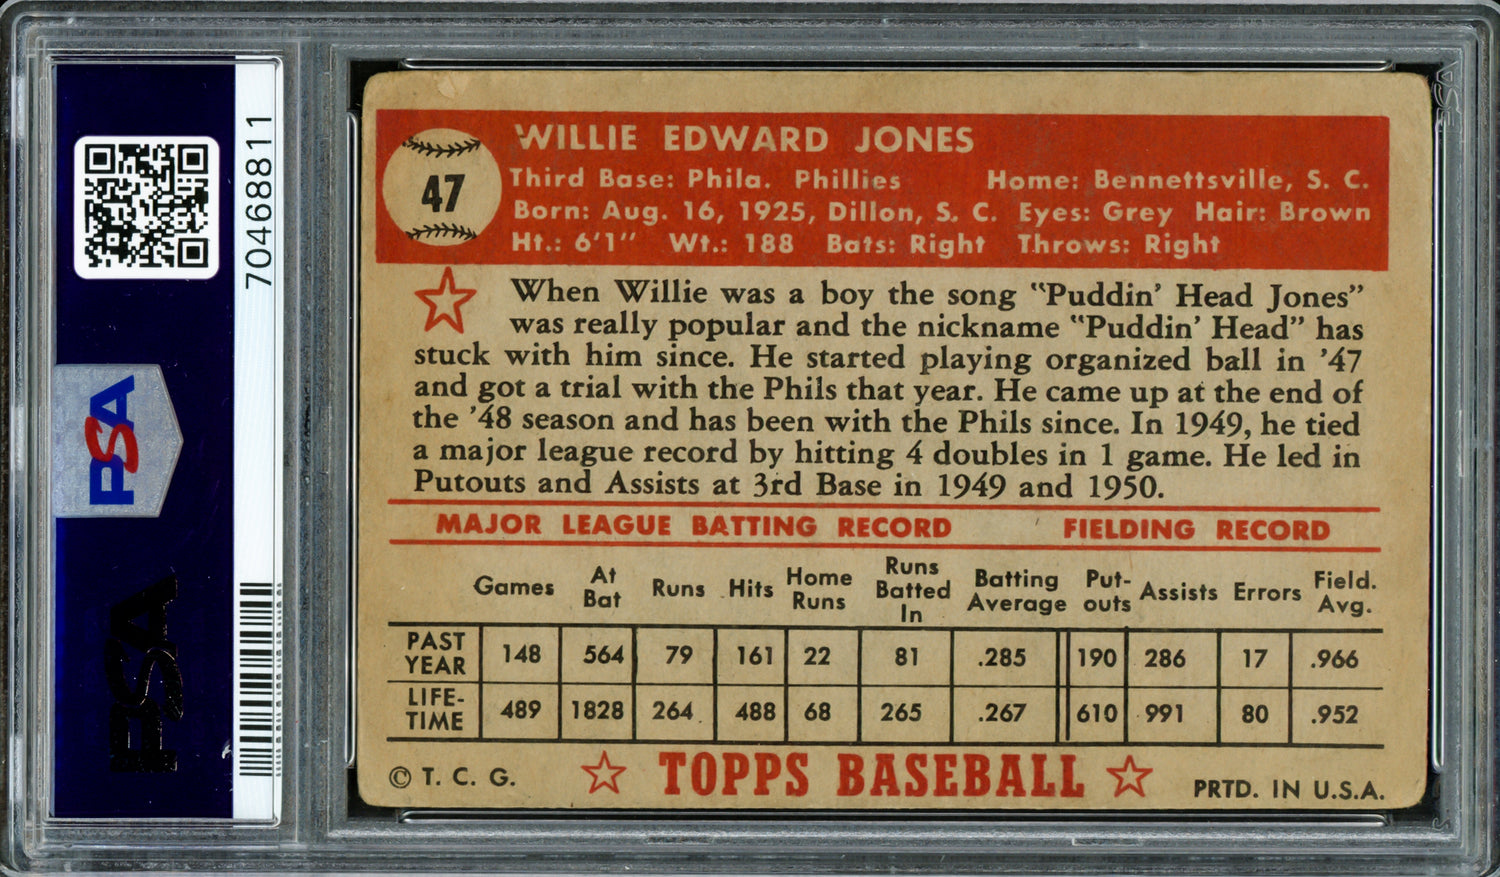 70468811
PSA
PSA
47
WILLIE EDWARD JONES
Third Base: Phila. Phillies Home: Bennettsville, S. C.
Born: Aug. 16, 1925, Dillon, S. C. Eyes: Grey Hair: Brown
Ht.: 6'1" Wt.: 188 Bats: Right Throws: Right
When Willie was a boy the song "Puddin' Head Jones"
was really popular and the nickname "Puddin' Head" has
stuck with him since. He started playing organized ball in '47
and got a trial with the Phils that year. He came up at the end of
the '48 season and has been with the Phils since. In 1949, he tied
a major league record by hitting 4 doubles in 1 game. He led in
Putouts and Assists at 3rd Base in 1949 and 1950.
MAJOR LEAGUE BATTING RECORD FIELDING RECORD
Games At Bat Runs Hits Home Runs Runs Batted In Batting Average Put-outs Assists Errors Field. Avg.
PAST YEAR 148 564 79 161 22 81 .285 190 286 17 .966
LIFE-TIME 489 1828 264 488 68 265 .267 610 991 80 .952
© T. C. G. TOPPS BASEBALL PRTD. IN U.S.A.
PSA